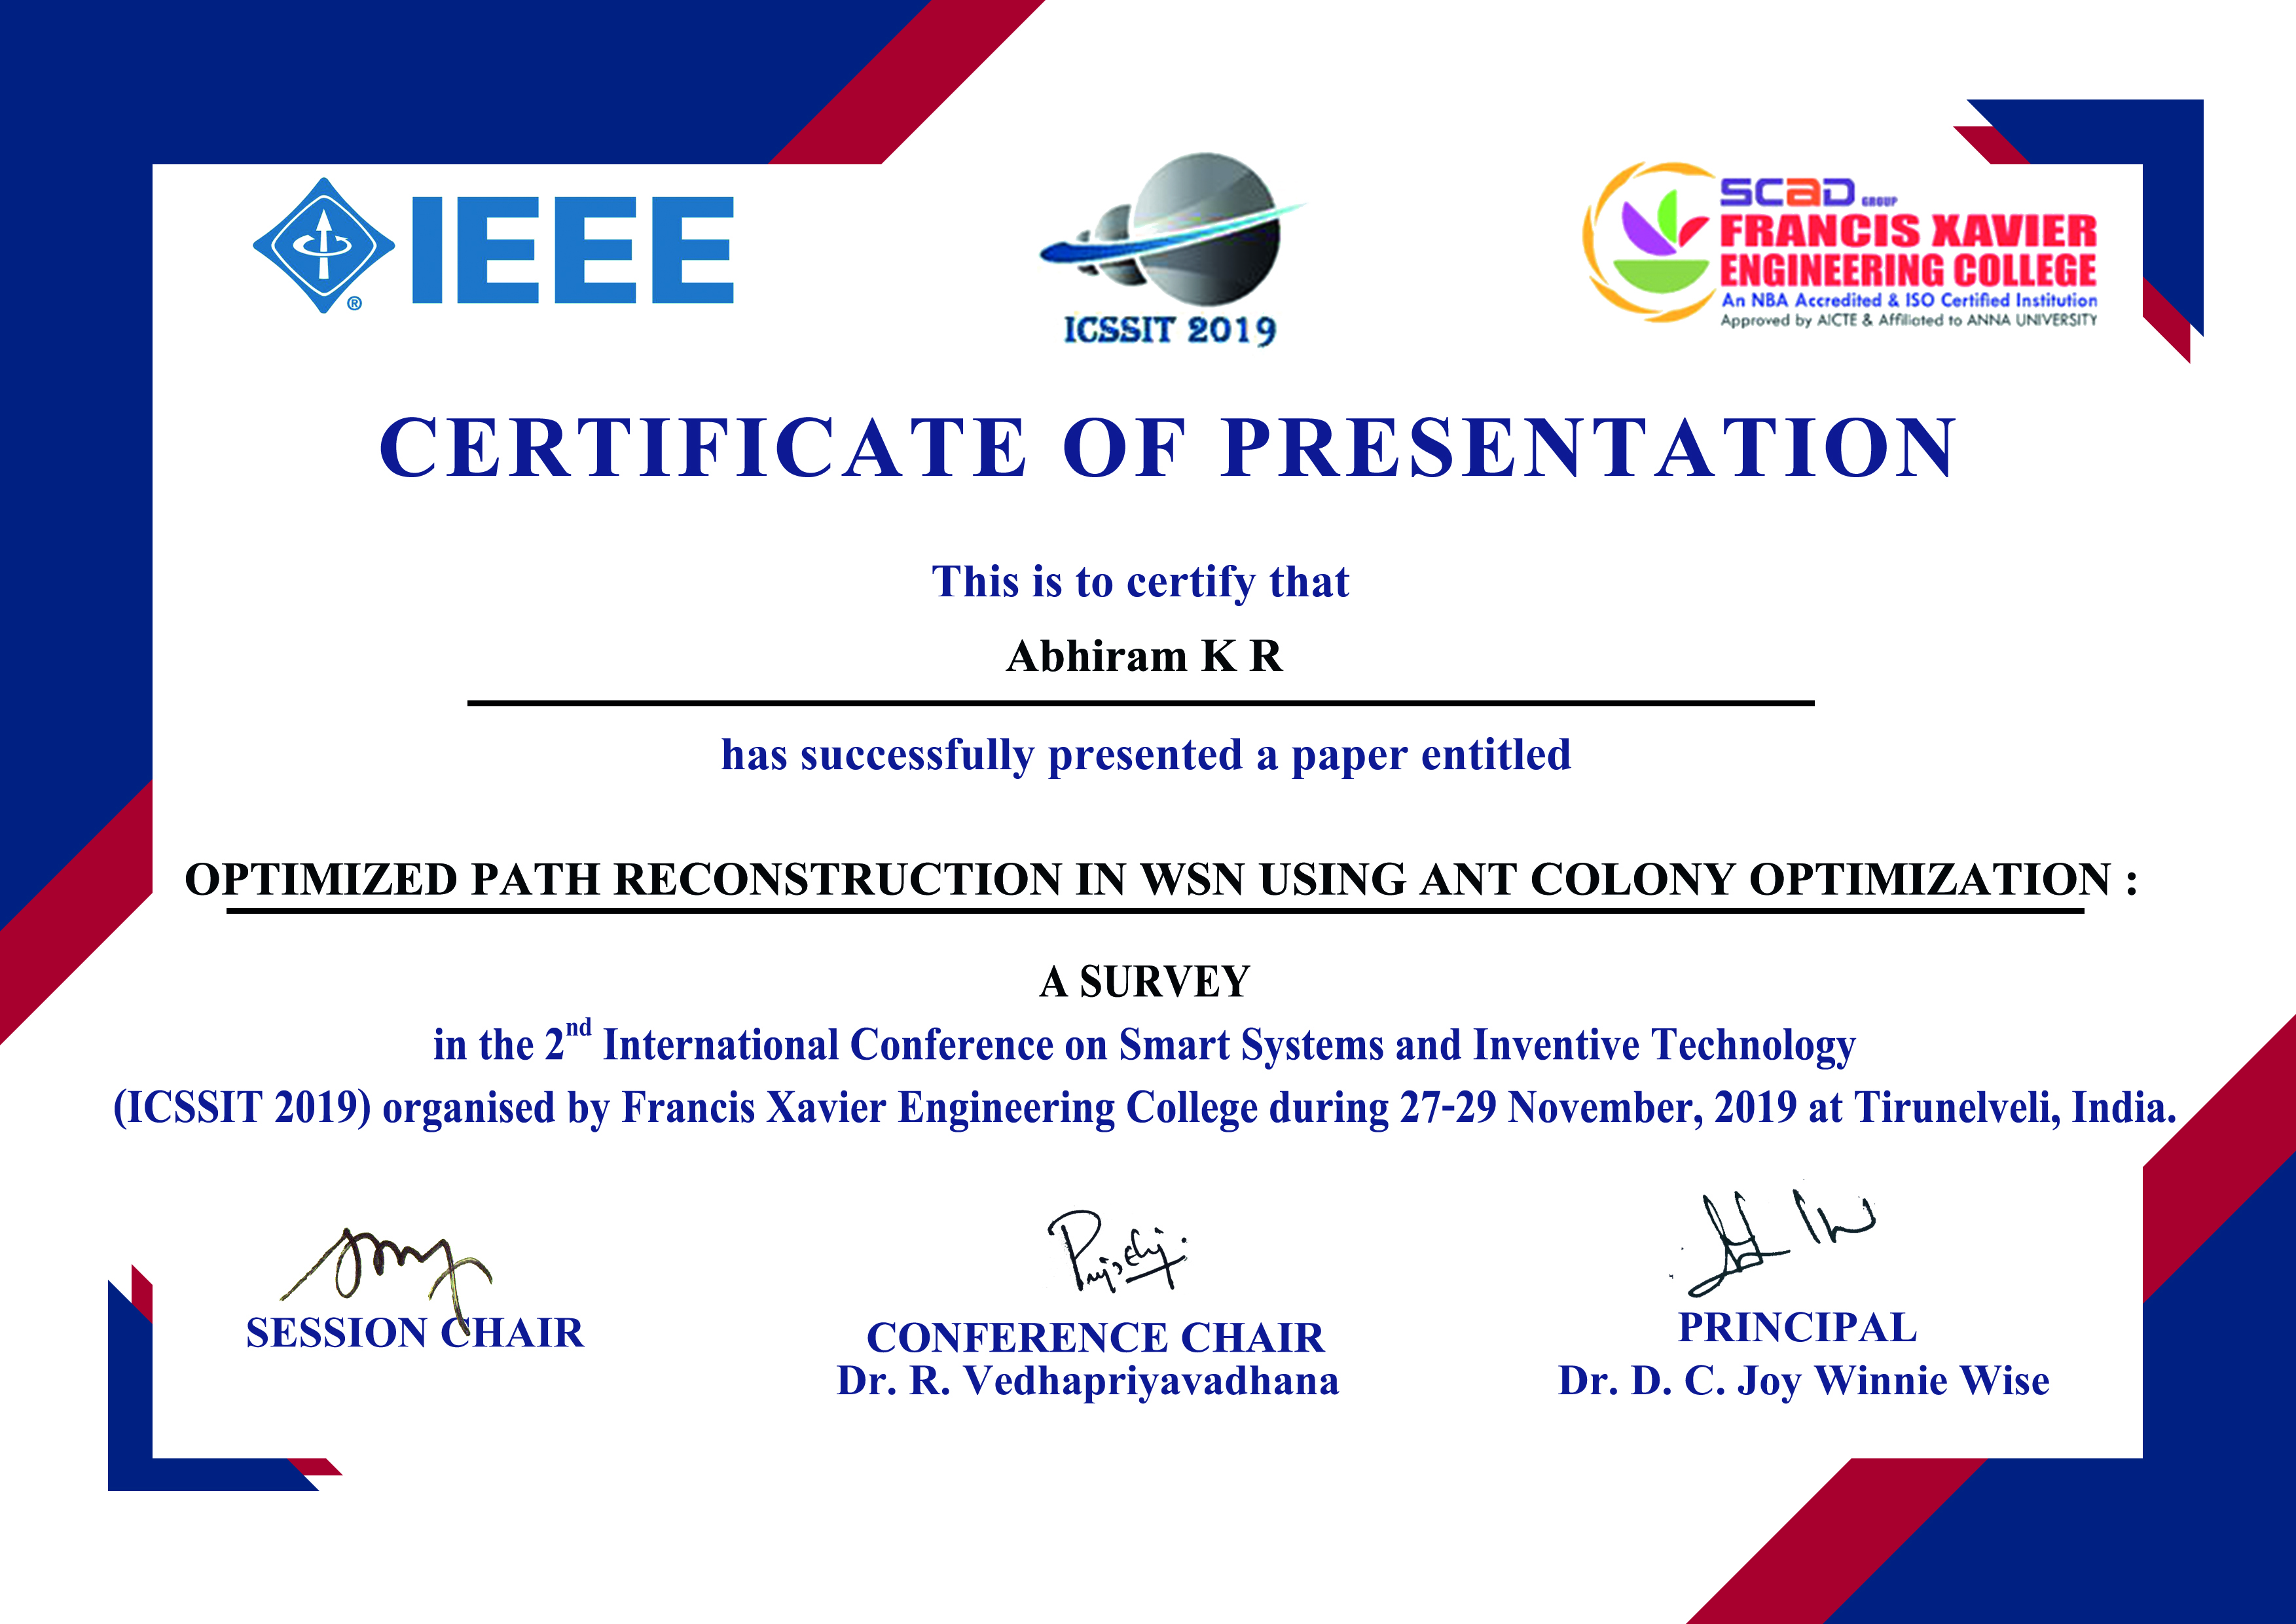 IEEE
®
ICSSIT 2019
SCAD GROUP
FRANCIS XAVIER
ENGINEERING COLLEGE
An NBA Accredited & ISO Certified Institution
Approved by AICTE & Affiliated to ANNA UNIVERSITY
CERTIFICATE OF PRESENTATION
This is to certify that
Abhiram K R
has successfully presented a paper entitled
OPTIMIZED PATH RECONSTRUCTION IN WSN USING ANT COLONY OPTIMIZATION :
A SURVEY
in the 2nd International Conference on Smart Systems and Inventive Technology
(ICSSIT 2019) organised by Francis Xavier Engineering College during 27-29 November, 2019 at Tirunelveli, India.
SESSION CHAIR
CONFERENCE CHAIR
Dr. R. Vedhapriyavadhana
PRINCIPAL
Dr. D. C. Joy Winnie Wise